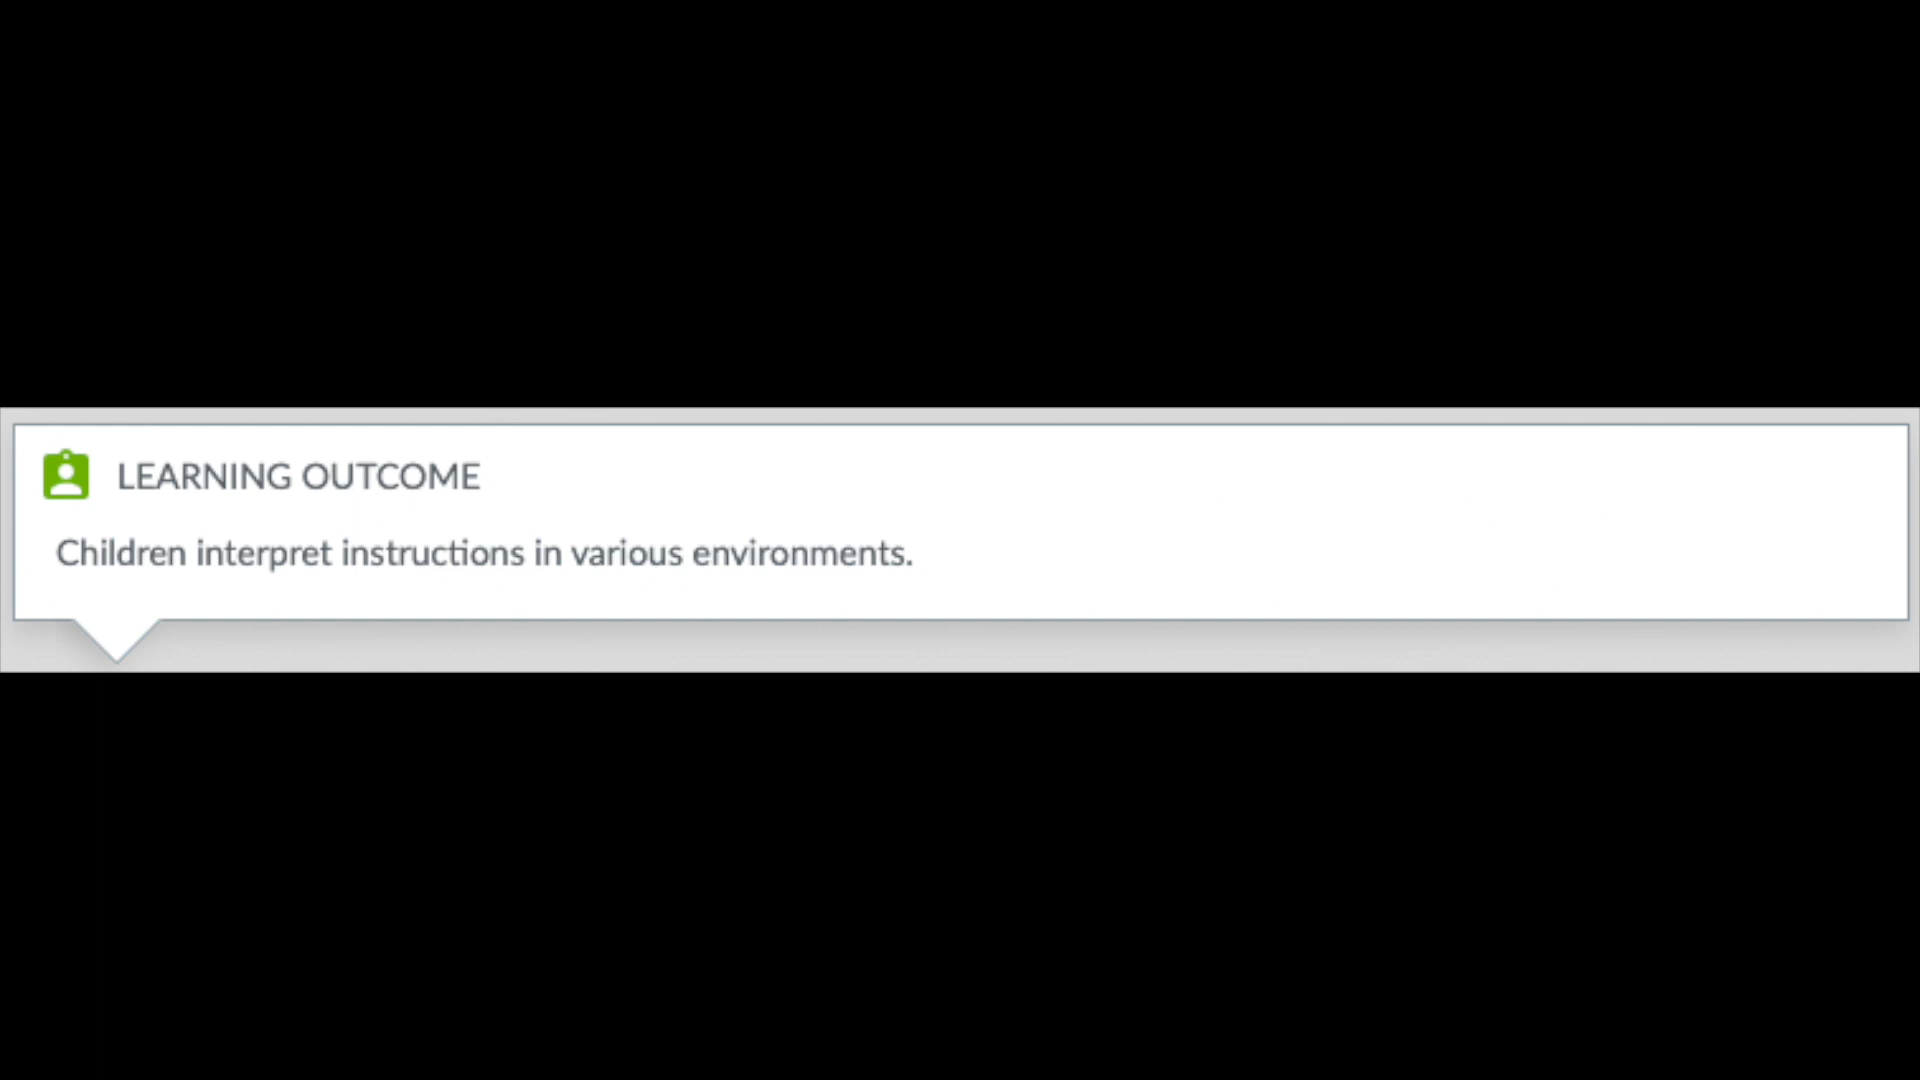 LEARNING OUTCOME
Children interpret instructions in various environments.